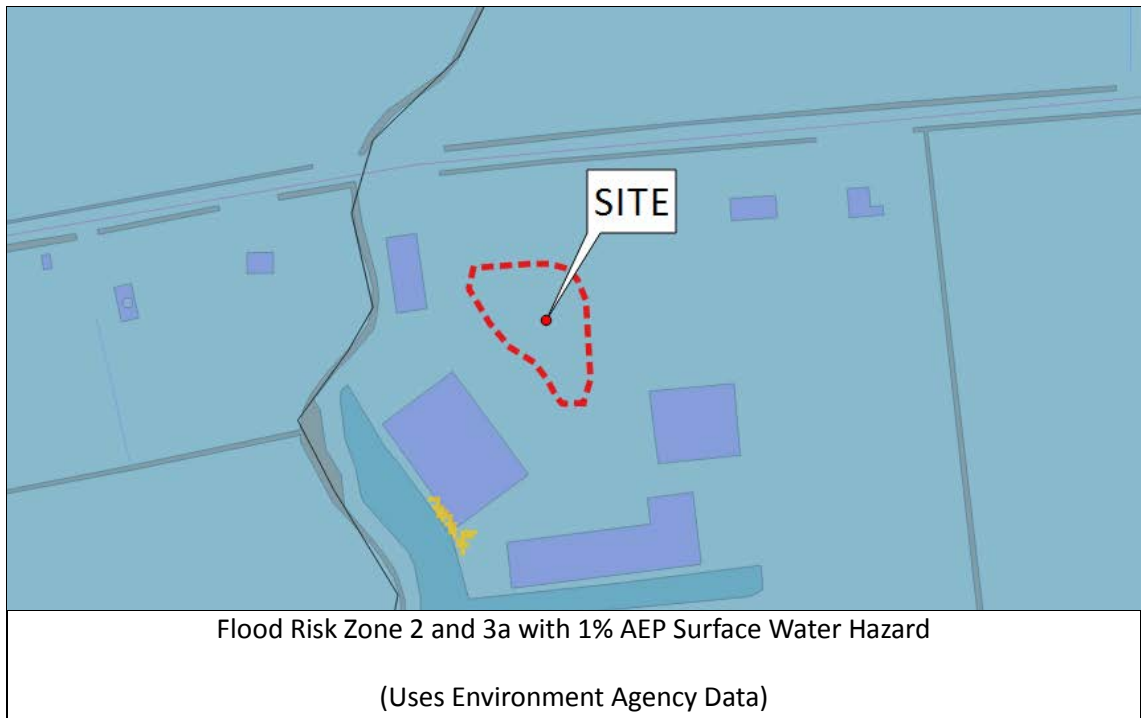 SITE
Flood Risk Zone 2 and 3a with 1% AEP Surface Water Hazard
(Uses Environment Agency Data)